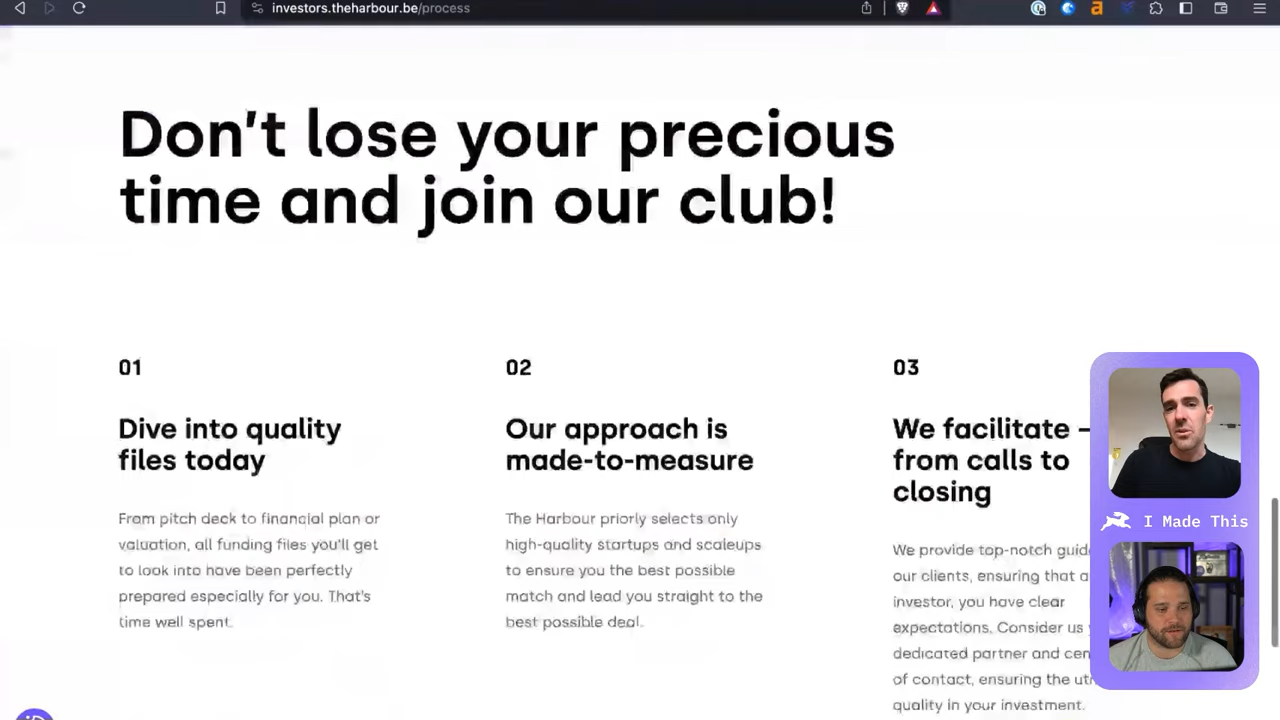 investors.theharbour.be/process
Don't lose your precious
time and join our club!
01
Dive into quality
files today
From pitch deck to financial plan or
valuation, all funding files you'll get
to look into have been perfectly
prepared especially for you. That's
time well spent.
02
Our approach is
made-to-measure
The Harbour priorly selects only
high-quality startups and scaleups
to ensure you the best possible
match and lead you straight to the
best possible deal.
03
We facilitate –
from calls to
closing
We provide top-notch
our clients, ensuring that
investor, you have clear
expectations. Consider us
dedicated partner and
of contact, ensuring the
quality in your investment.
I Made This